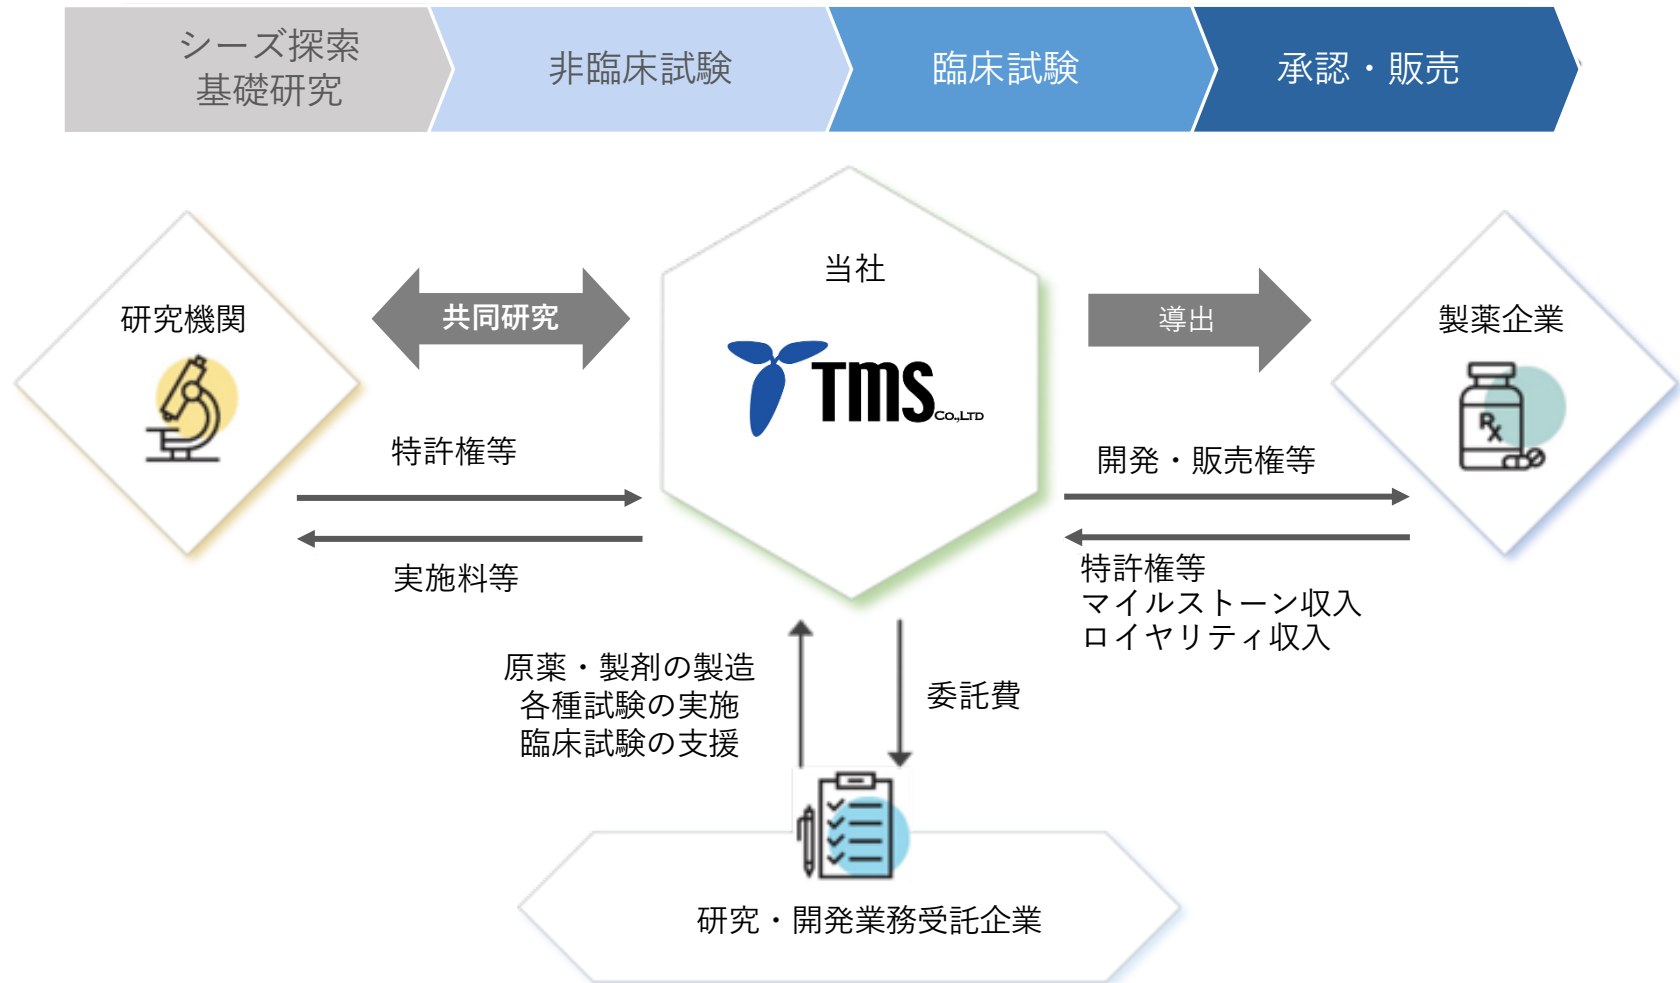 シーズ探索
基礎研究
非臨床試験
臨床試験
承認・販売
当社
TMS Co.,LTD
研究機関
共同研究
導出
製薬企業
Rx
特許権等
実施料等
開発・販売権等
特許権等
マイルストーン収入
ロイヤリティ収入
原薬・製剤の製造
各種試験の実施
臨床試験の支援
委託費
研究・開発業務受託企業